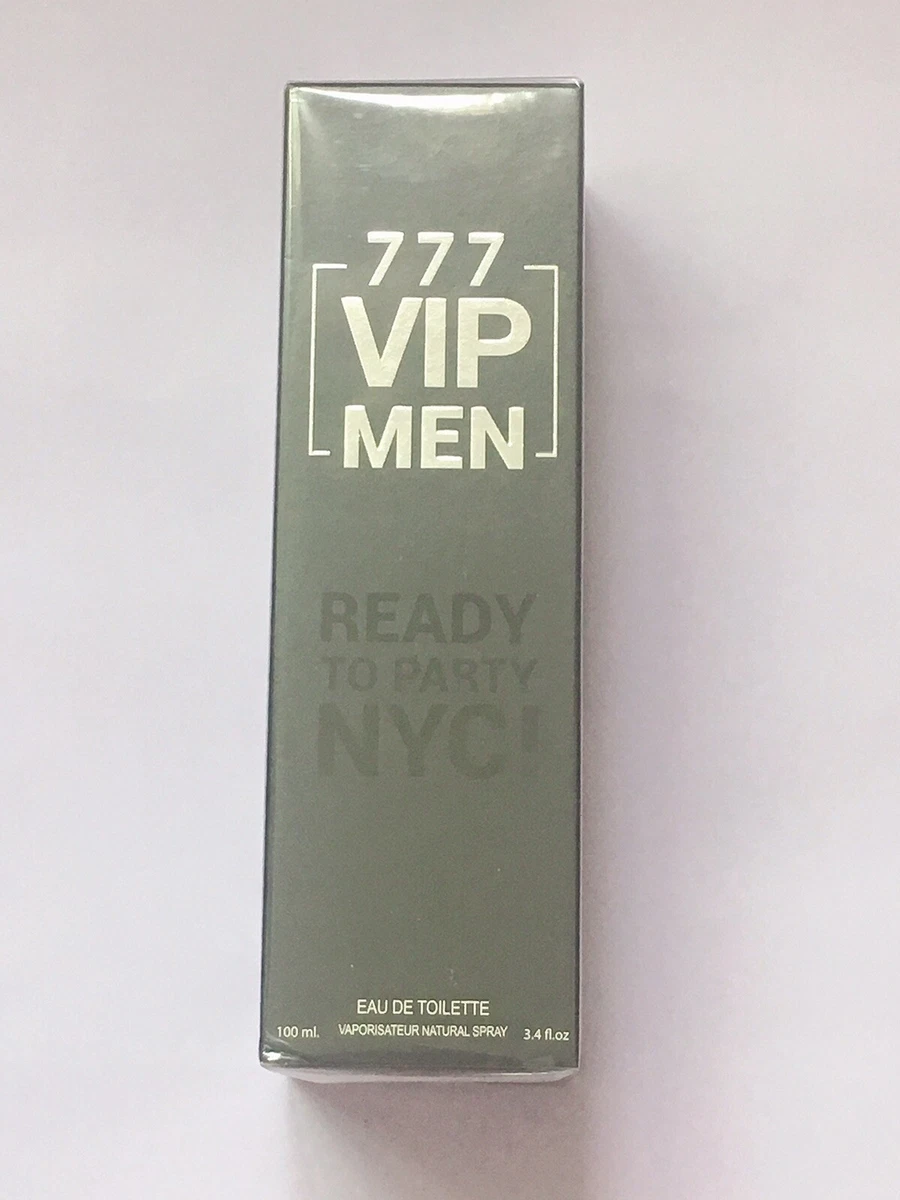 777
VIP
MEN
READY
TO PARTY
NYC!
EAU DE TOILETTE
100 ml. VAPORISATEUR NATURAL SPRAY 3.4 fl.oz